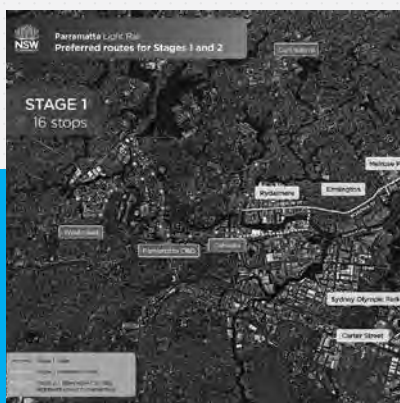 NSW
Parramatta Light Rail
Preferred routes for Stages 1 and 2
Carlingford
STAGE 1
16 stops
Melrose P
Ermington
Rydalmere
Westmead
Parramatta CBD
Camellia
Sydney Olympic Park
Carter Street